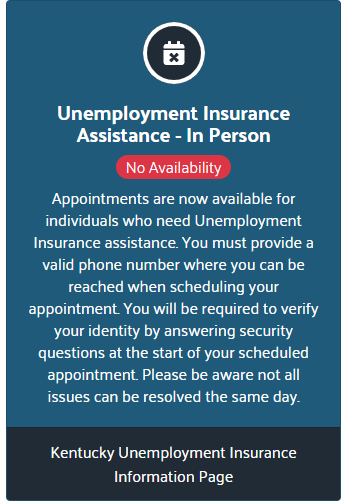 Unemployment Insurance
Assistance - In Person
No Availability
Appointments are now available for
individuals who need Unemployment
Insurance assistance. You must provide a
valid phone number where you can be
reached when scheduling your
appointment. You will be required to verify
your identity by answering security
questions at the start of your scheduled
appointment. Please be aware not all
issues can be resolved the same day.
Kentucky Unemployment Insurance
Information Page